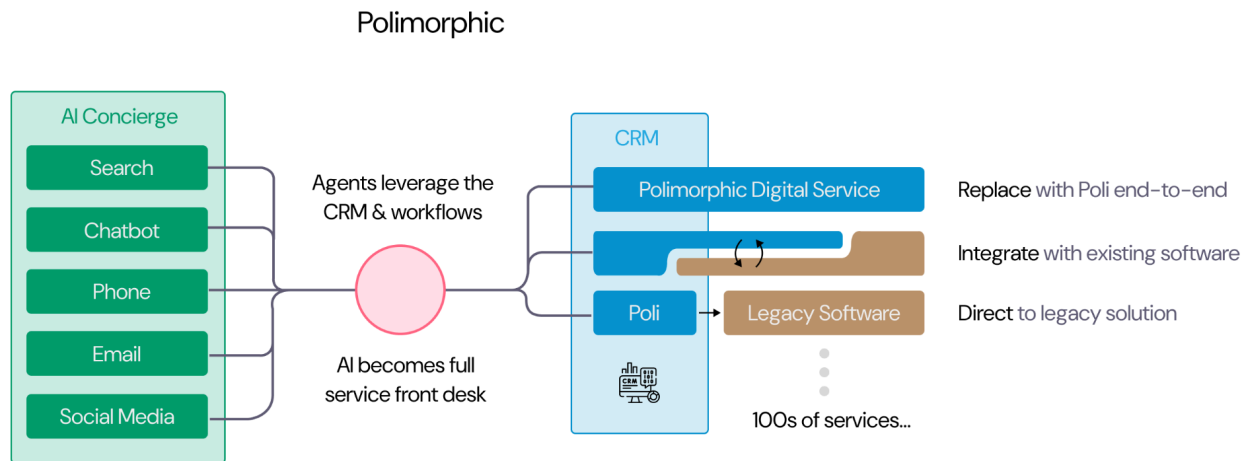 Polimorphic
AI Concierge
Search
Chatbot
Phone
Email
Social Media
Agents leverage the
CRM & workflows
AI becomes full
service front desk
CRM
Polimorphic Digital Service
Replace with Poli end-to-end
Integrate with existing software
Poli
Legacy Software
Direct to legacy solution
CRM
100s of services...